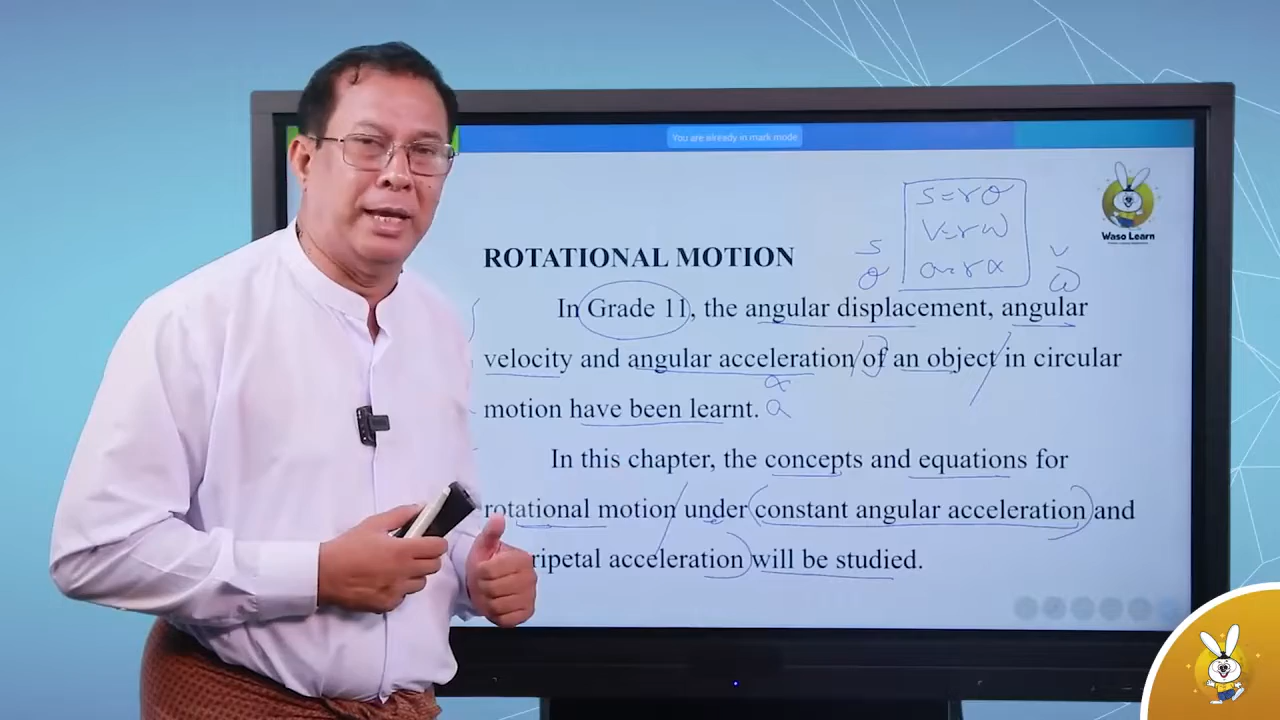 You are already in mark mode
s=rθ
v=rω
a=rα
s
θ
v
ω
Waso Learn
ROTATIONAL MOTION
In Grade 11, the angular displacement, angular
velocity and angular acceleration of an object in circular
α
motion have been learnt. a
In this chapter, the concepts and equations for
rotational motion under constant angular acceleration and
ripetal acceleration will be studied.